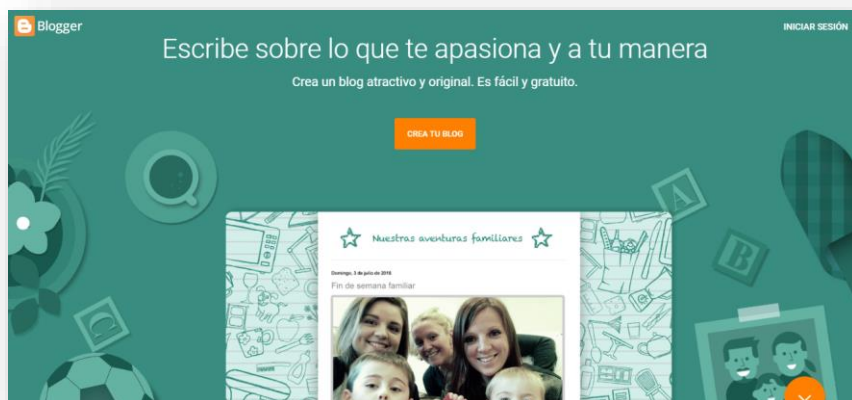 Blogger
INICIAR SESIÓN
Escribe sobre lo que te apasiona y a tu manera
Crea un blog atractivo y original. Es fácil y gratuito.
CREA TU BLOG
A
B
C
Nuestras aventuras familiares
Domingo, 3 de julio de 2016
Fin de semana familiar